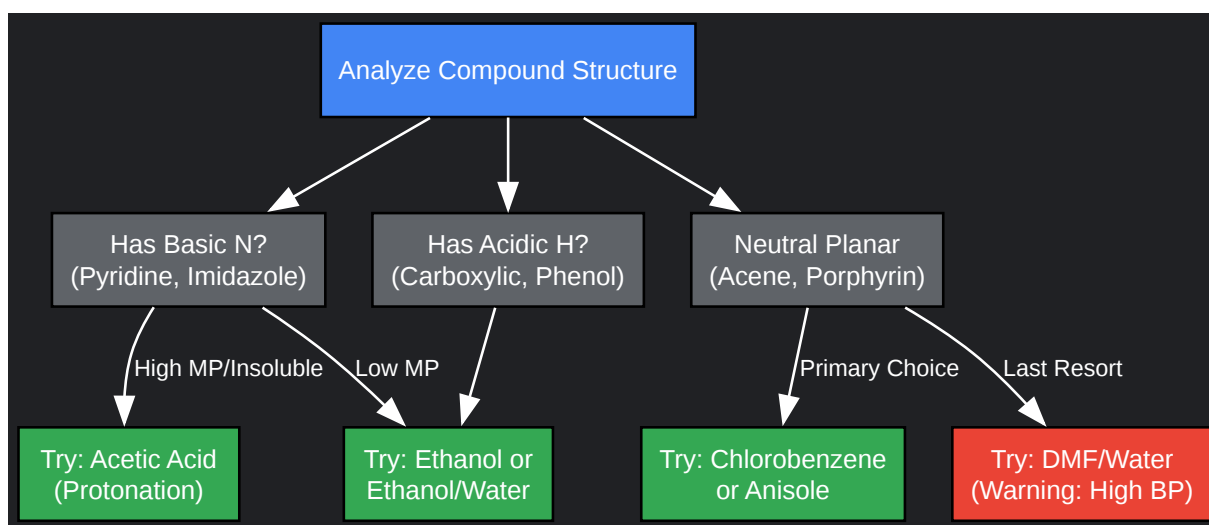 Analyze Compound Structure
Has Basic N?
(Pyridine, Imidazole)
Has Acidic H?
(Carboxylic, Phenol)
Neutral Planar
(Acene, Porphyrin)
High MP/Insoluble
Low MP
Primary Choice
Last Resort
Try: Acetic Acid
(Protonation)
Try: Ethanol or
Ethanol/Water
Try: Chlorobenzene
or Anisole
Try: DMF/Water
(Warning: High BP)